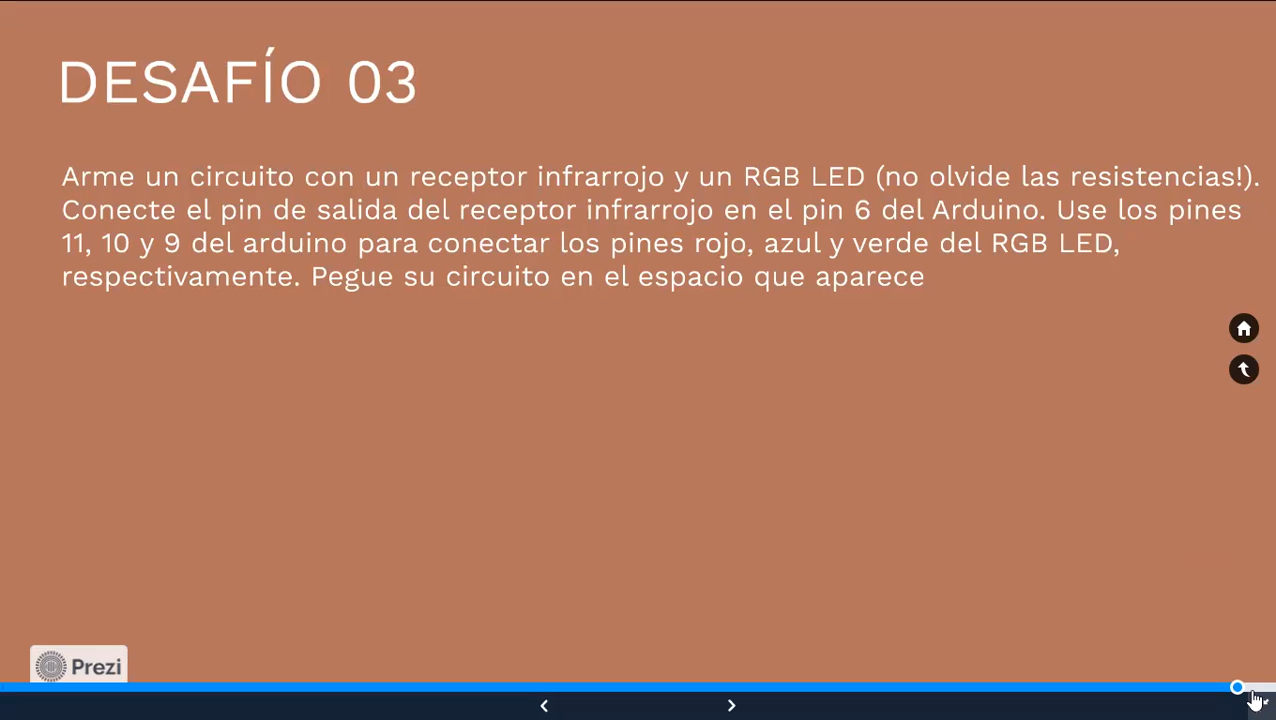 DESAFÍO 03
Arme un circuito con un receptor infrarrojo y un RGB LED (no olvide las resistencias!).
Conecte el pin de salida del receptor infrarrojo en el pin 6 del Arduino. Use los pines
11, 10 y 9 del arduino para conectar los pines rojo, azul y verde del RGB LED,
respectivamente. Pegue su circuito en el espacio que aparece
Prezi